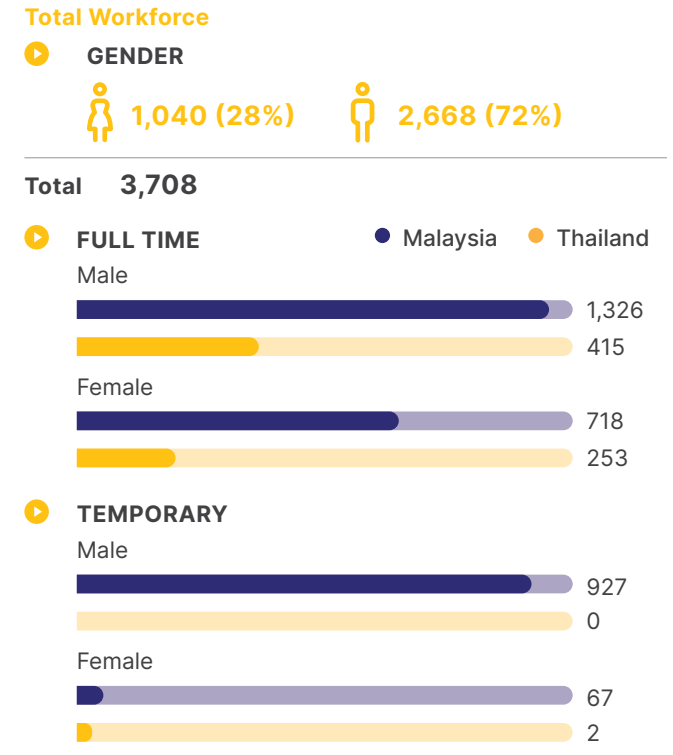 Total Workforce
GENDER
1,040 (28%) 2,668 (72%)
Total 3,708
FULL TIME Malaysia Thailand
Male
1,326
415
Female
718
253
TEMPORARY
Male
927
0
Female
67
2